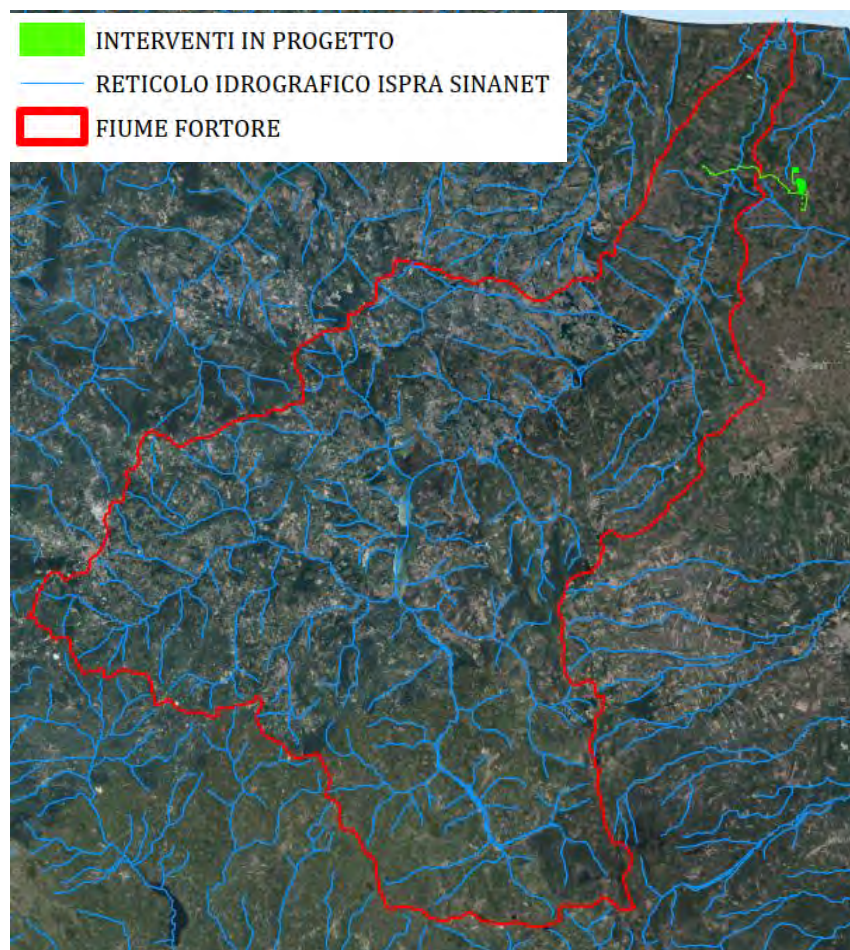 INTERVENTI IN PROGETTO
RETICOLO IDROGRAFICO ISPRA SINANET
FIUME FORTORE